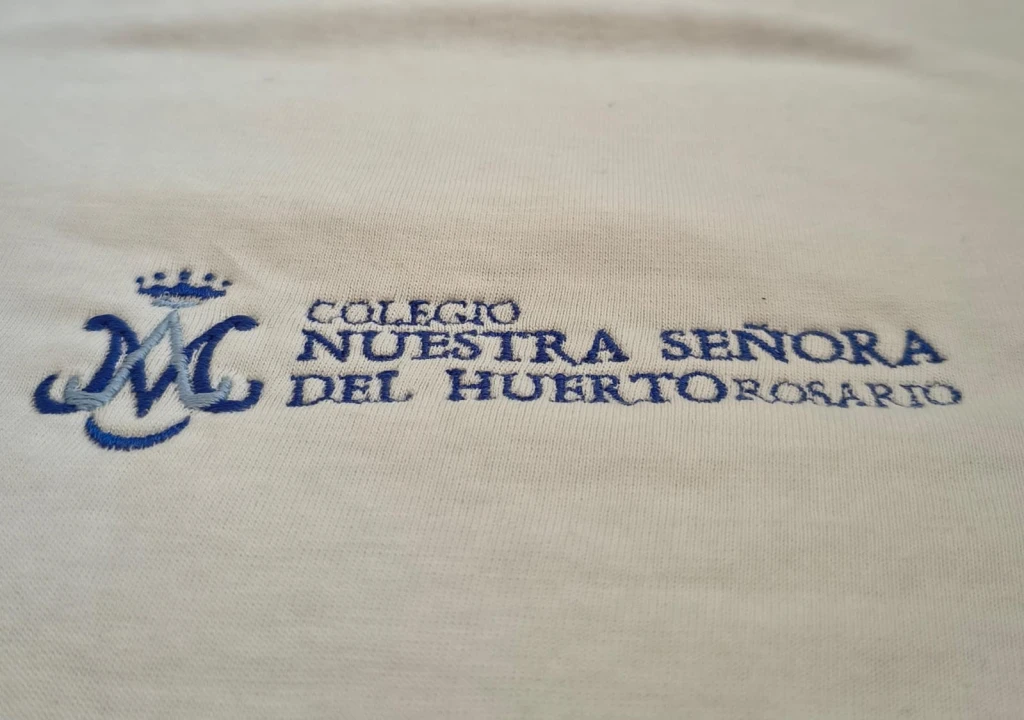 COLEGIO
NUESTRA SEÑORA
DEL HUERTO ROSARIO